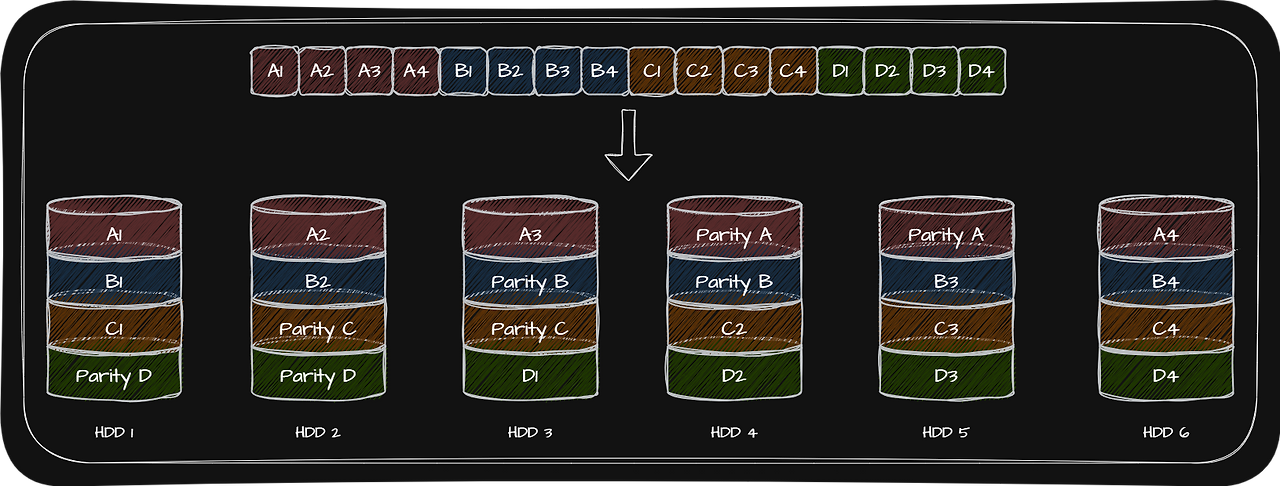 A1 A2 A3 A4 B1 B2 B3 B4 C1 C2 C3 C4 D1 D2 D3 D4
A1 A2 A3 Parity A Parity A A4
B1 B2 Parity B Parity B B3 B4
C1 Parity C Parity C C2 C3 C4
Parity D Parity D D1 D2 D3 D4
HDD 1 HDD 2 HDD 3 HDD 4 HDD 5 HDD 6